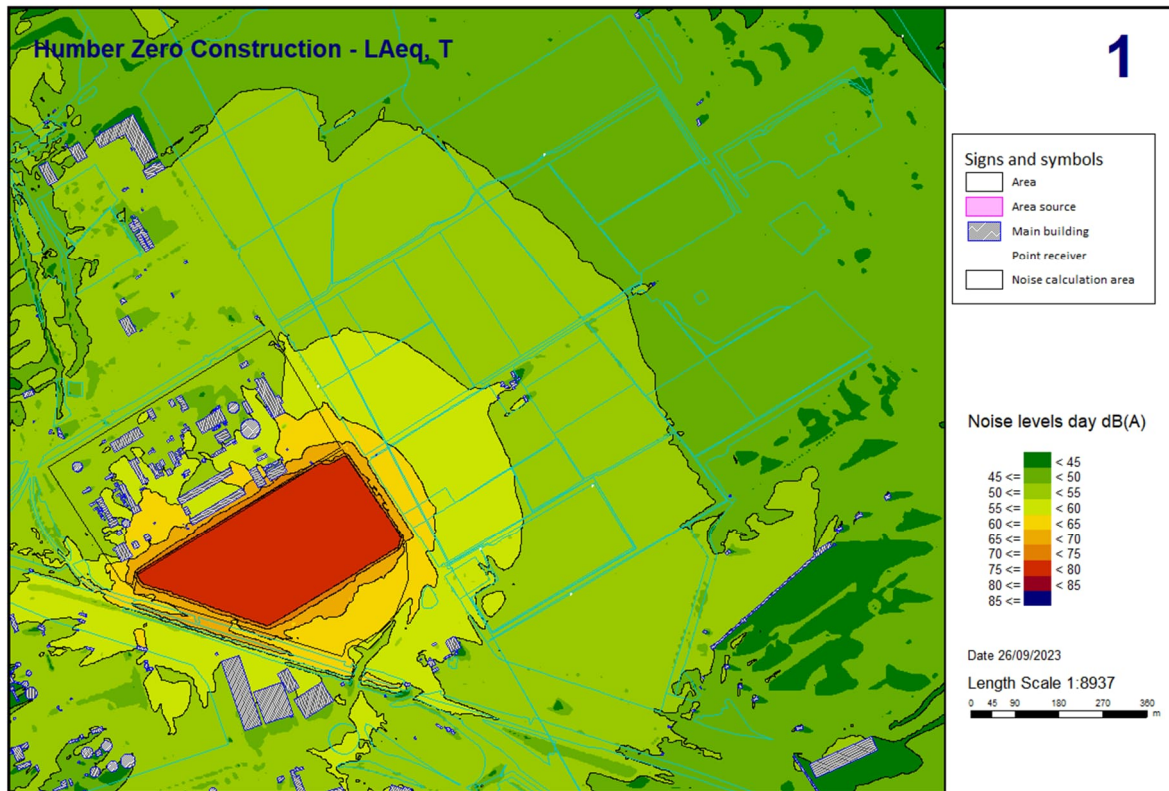 Humber Zero Construction - LAeq, T
1
Signs and symbols
Area
Area source
Main building
Point receiver
Noise calculation area
Noise levels day dB(A)
< 45
45 <= < 50
50 <= < 55
55 <= < 60
60 <= < 65
65 <= < 70
70 <= < 75
75 <= < 80
80 <= < 85
85 <=
Date 26/09/2023
Length Scale 1:8937
0 45 90 180 270 360
m